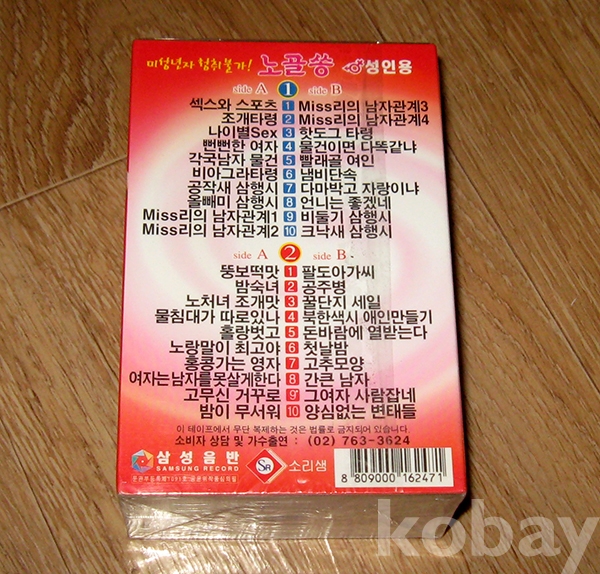 미성년자 청취불가! 노골쏭 성인용
side A 1 side B
섹스와 스포츠 1 Miss리의 남자관계3
조개타령 2 Miss리의 남자관계4
나이별Sex 3 핫도그 타령
뻔뻔한 여자 4 물건이면 다똑같냐
각국남자 물건 5 빨래골 여인
비아그라타령 6 냄비단속
공작새 삼행시 7 다마박고 자랑이냐
올빼미 삼행시 8 언니는 좋겠네
Miss리의 남자관계1 9 비둘기 삼행시
Miss리의 남자관계2 10 크낙새 삼행시
side A 2 side B
뚱보떡맛 1 팔도아가씨
밤숙녀 2 공주병
노처녀 조개맛 3 꿀단지 세일
물침대가 따로있나 4 북한색시 애인만들기
홀랑벗고 5 돈바람에 열받는다
노랑말이 최고야 6 첫날밤
홍콩가는 영자 7 고추모양
여자는남자를못살게한다 8 간큰 남자
고무신 거꾸로 9 그여자 사람잡네
밤이 무서워 10 양심없는 변태들
이 테이프에서 무단 복제하는 것은 법률로 금지되어 있습니다.
소비자 상담 및 가수출연 : (02) 763-3624
삼성음반
SAMSUNG RECORD
SR 소리샘
8 809000 162471
kobay